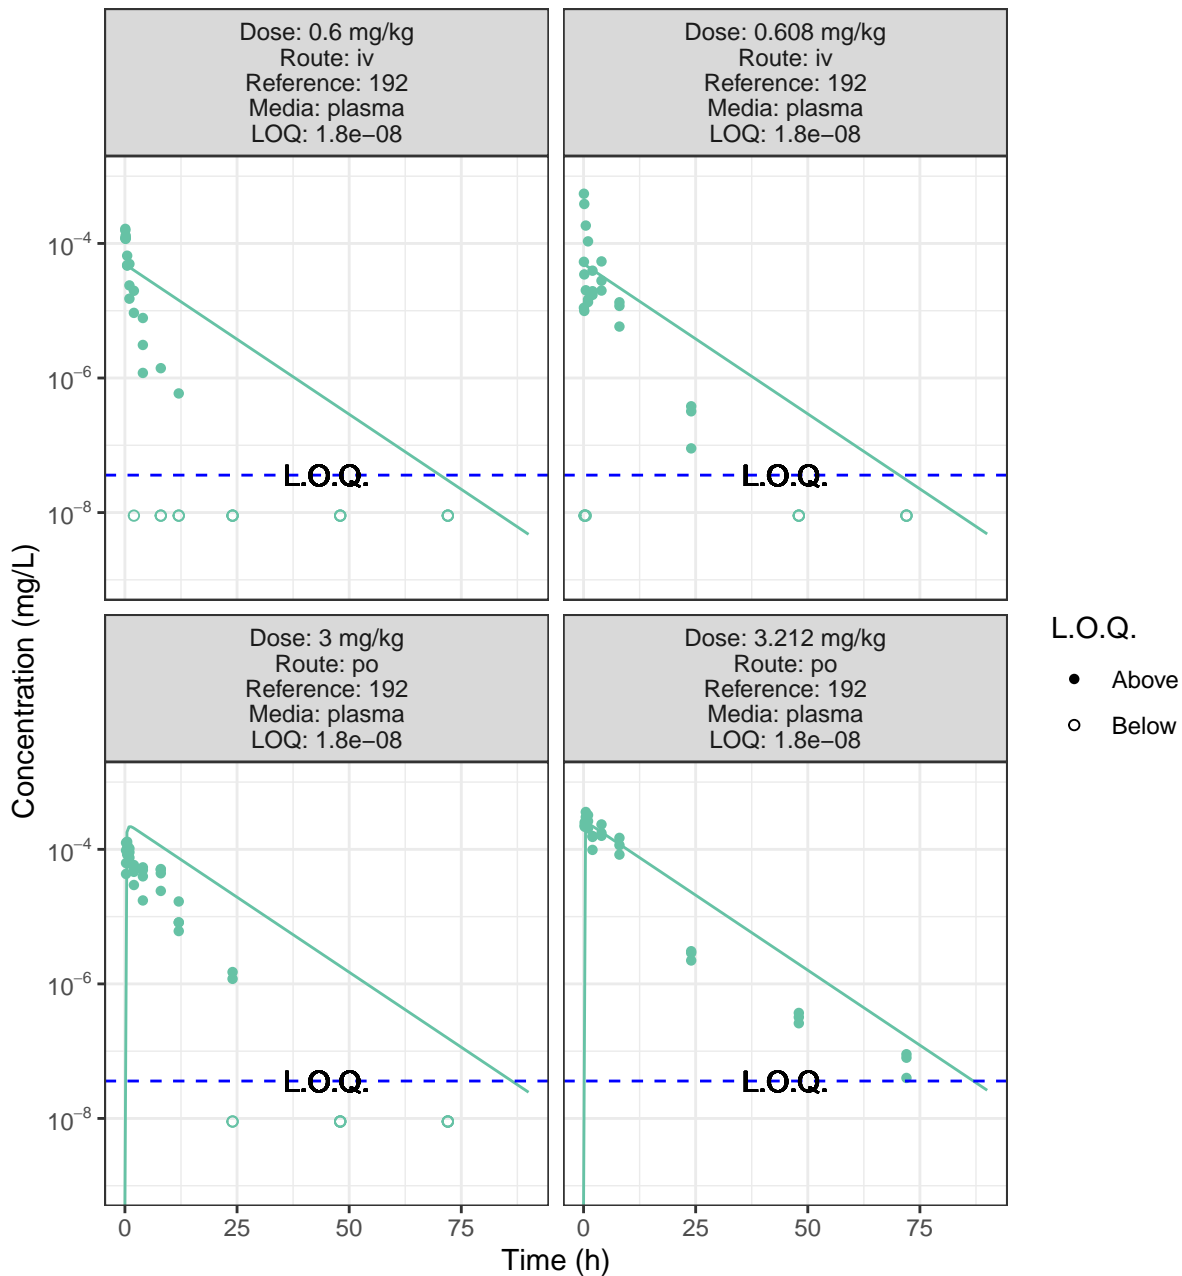 Dose: 0.6 mg/kg
Route: iv
Reference: 192
Media: plasma
LOQ: 1.8e−08
Dose: 0.608 mg/kg
Route: iv
Reference: 192
Media: plasma
LOQ: 1.8e−08
10−4
10−6
10−8
L.O.Q.
L.O.Q.
Dose: 3 mg/kg
Route: po
Reference: 192
Media: plasma
LOQ: 1.8e−08
Dose: 3.212 mg/kg
Route: po
Reference: 192
Media: plasma
LOQ: 1.8e−08
10−4
10−6
10−8
L.O.Q.
L.O.Q.
0 25 50 75
0 25 50 75
Time (h)
Concentration (mg/L)
L.O.Q.
Above
Below